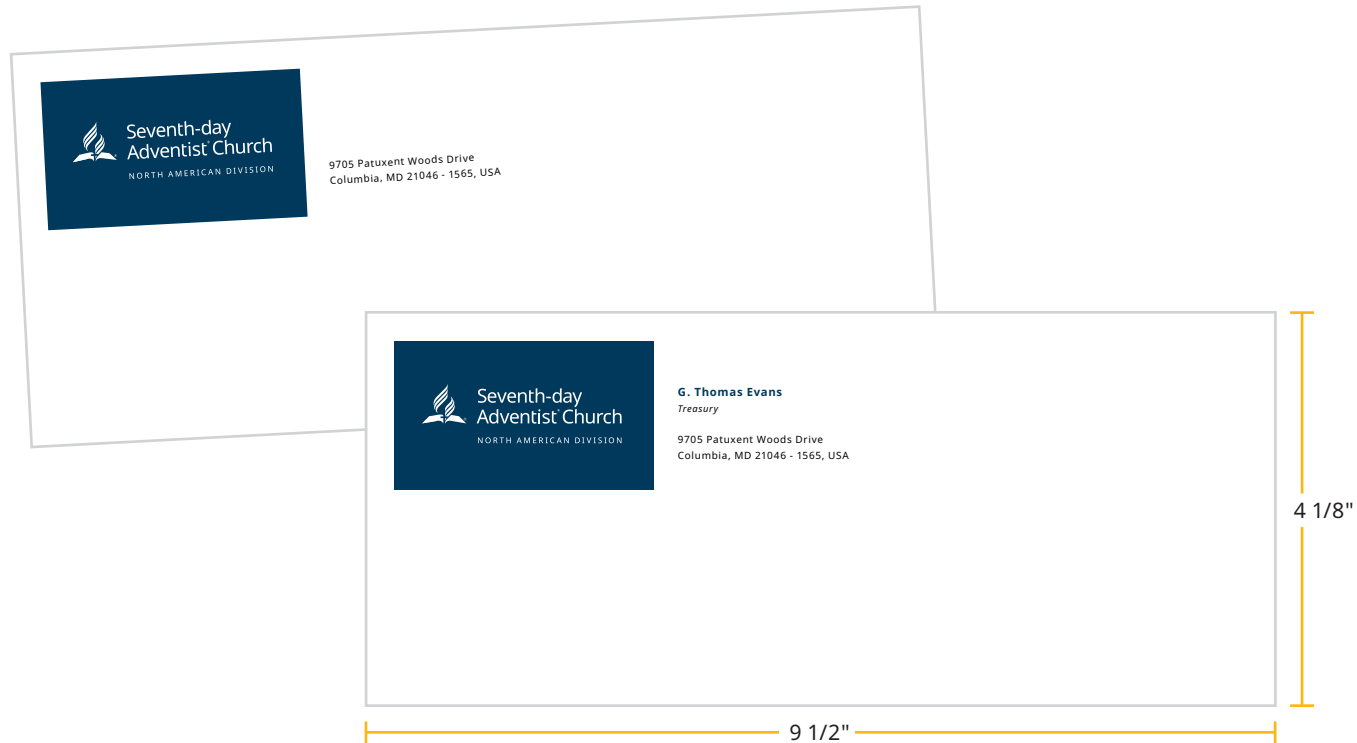 Seventh-day
Adventist® Church
NORTH AMERICAN DIVISION
9705 Patuxent Woods Drive
Columbia, MD 21046 - 1565, USA
Seventh-day
Adventist® Church
NORTH AMERICAN DIVISION
G. Thomas Evans
Treasury
9705 Patuxent Woods Drive
Columbia, MD 21046 - 1565, USA
4 1/8"
9 1/2"